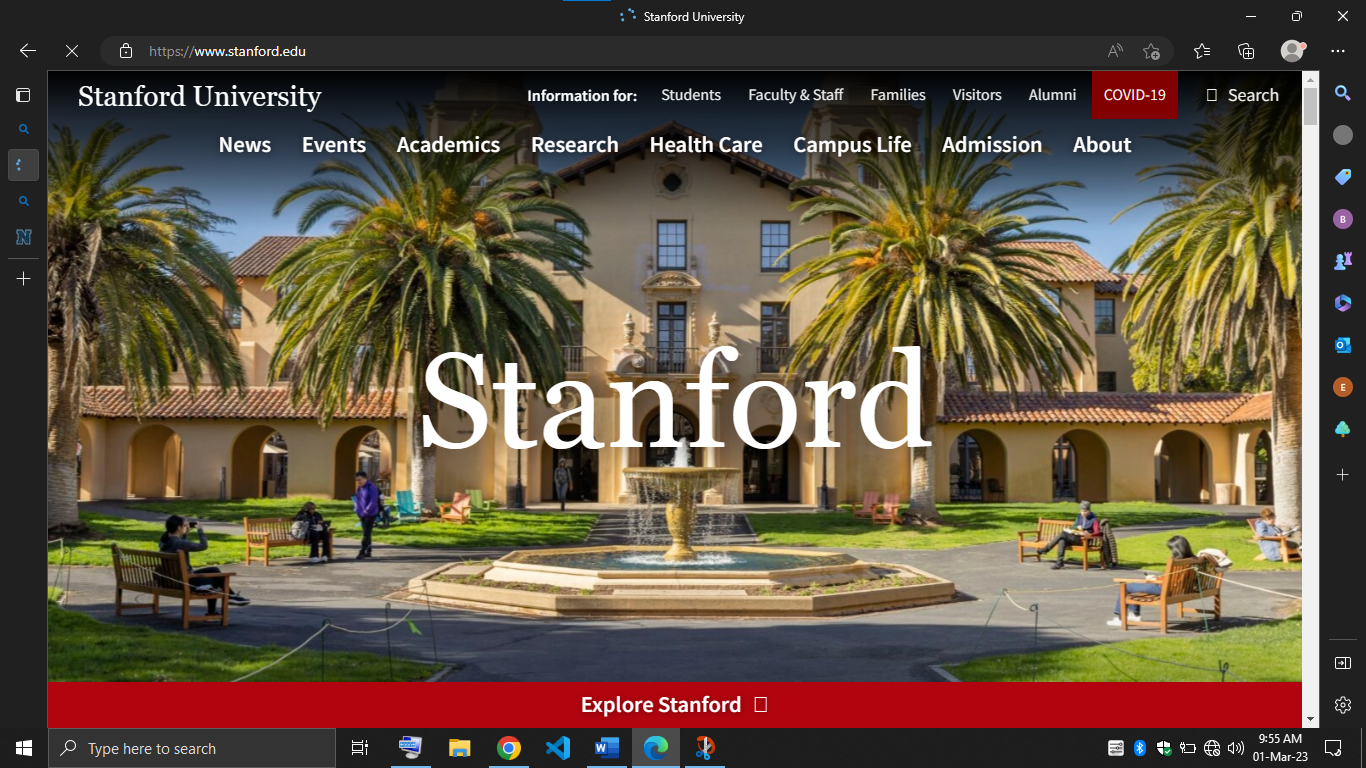 Stanford University
https://www.stanford.edu
Stanford University
Information for: Students Faculty & Staff Families Visitors Alumni COVID-19 Search
News Events Academics Research Health Care Campus Life Admission About
Stanford
Explore Stanford
B
E
Type here to search
9:55 AM
01-Mar-23